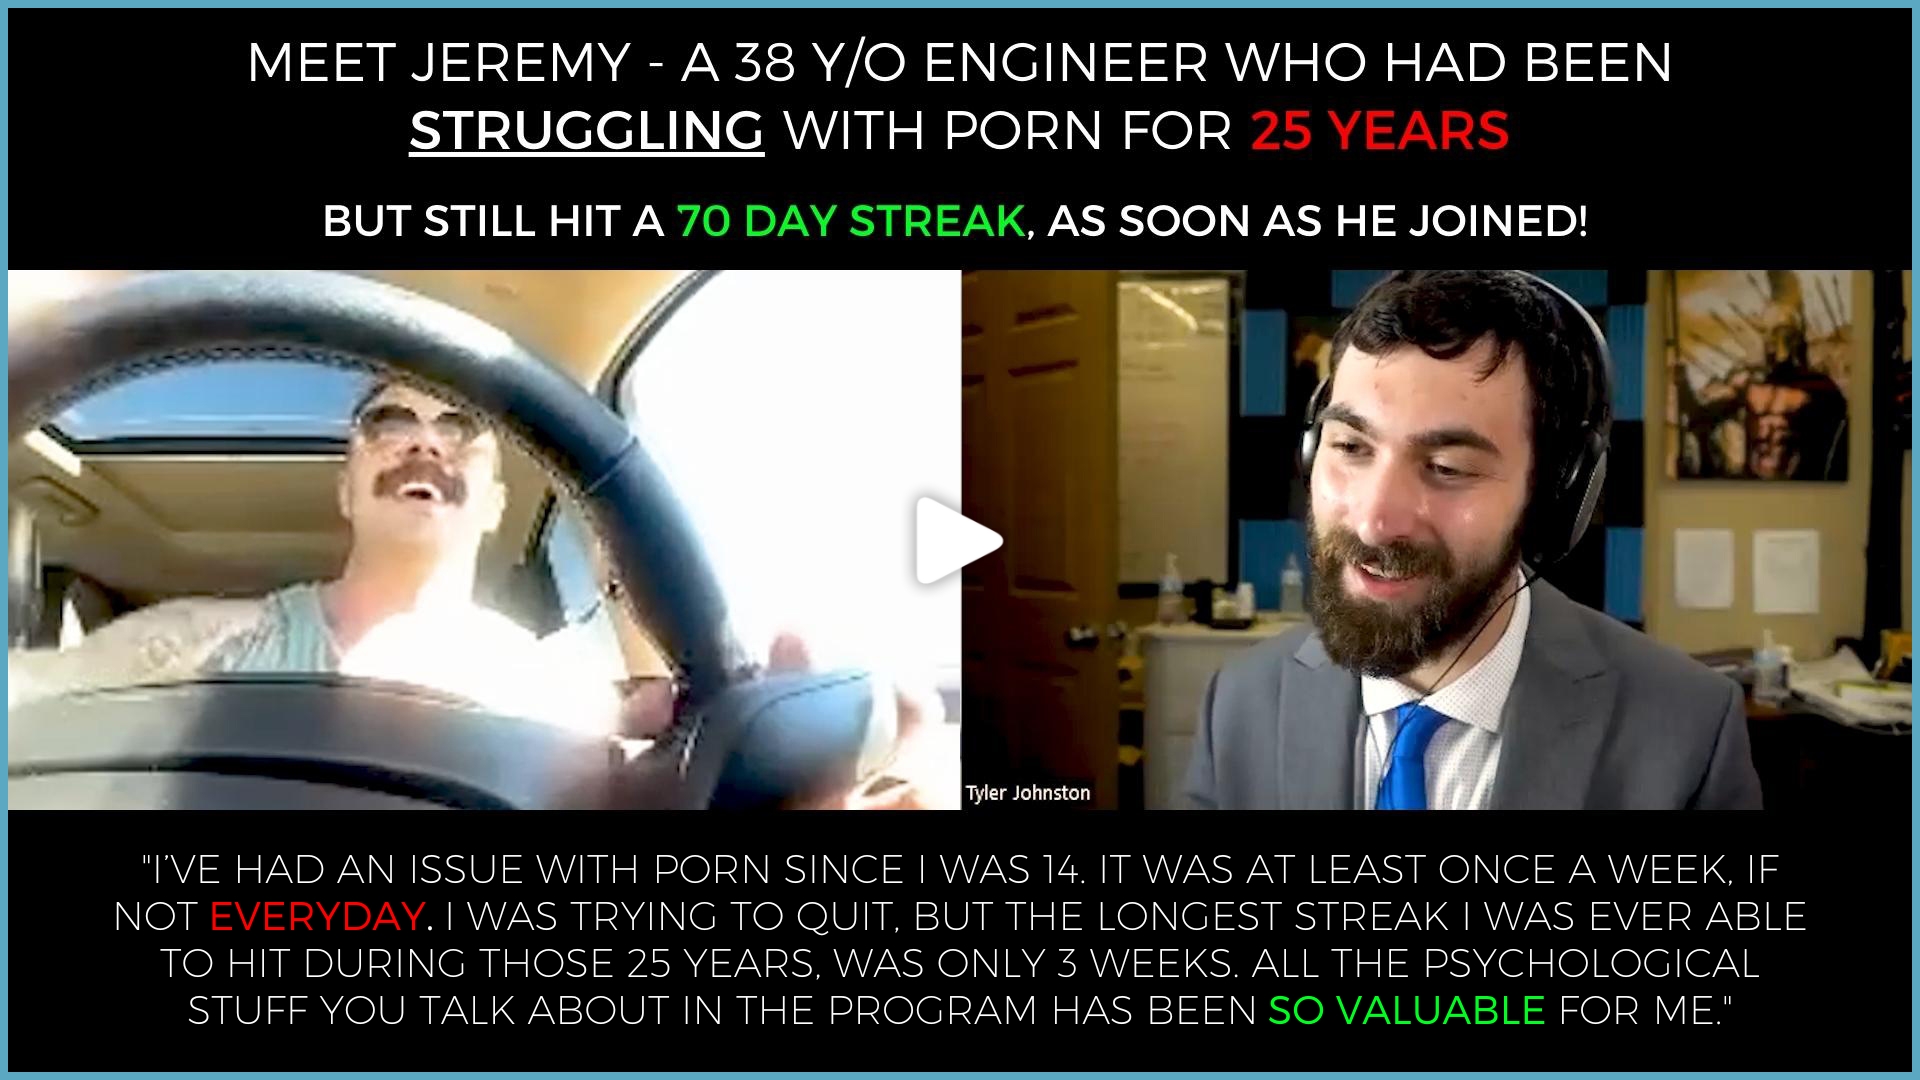 MEET JEREMY - A 38 Y/O ENGINEER WHO HAD BEEN
STRUGGLING WITH PORN FOR 25 YEARS
BUT STILL HIT A 70 DAY STREAK, AS SOON AS HE JOINED!
Tyler Johnston
"I'VE HAD AN ISSUE WITH PORN SINCE I WAS 14. IT WAS AT LEAST ONCE A WEEK, IF
NOT EVERYDAY. I WAS TRYING TO QUIT, BUT THE LONGEST STREAK I WAS EVER ABLE
TO HIT DURING THOSE 25 YEARS, WAS ONLY 3 WEEKS. ALL THE PSYCHOLOGICAL
STUFF YOU TALK ABOUT IN THE PROGRAM HAS BEEN SO VALUABLE FOR ME."